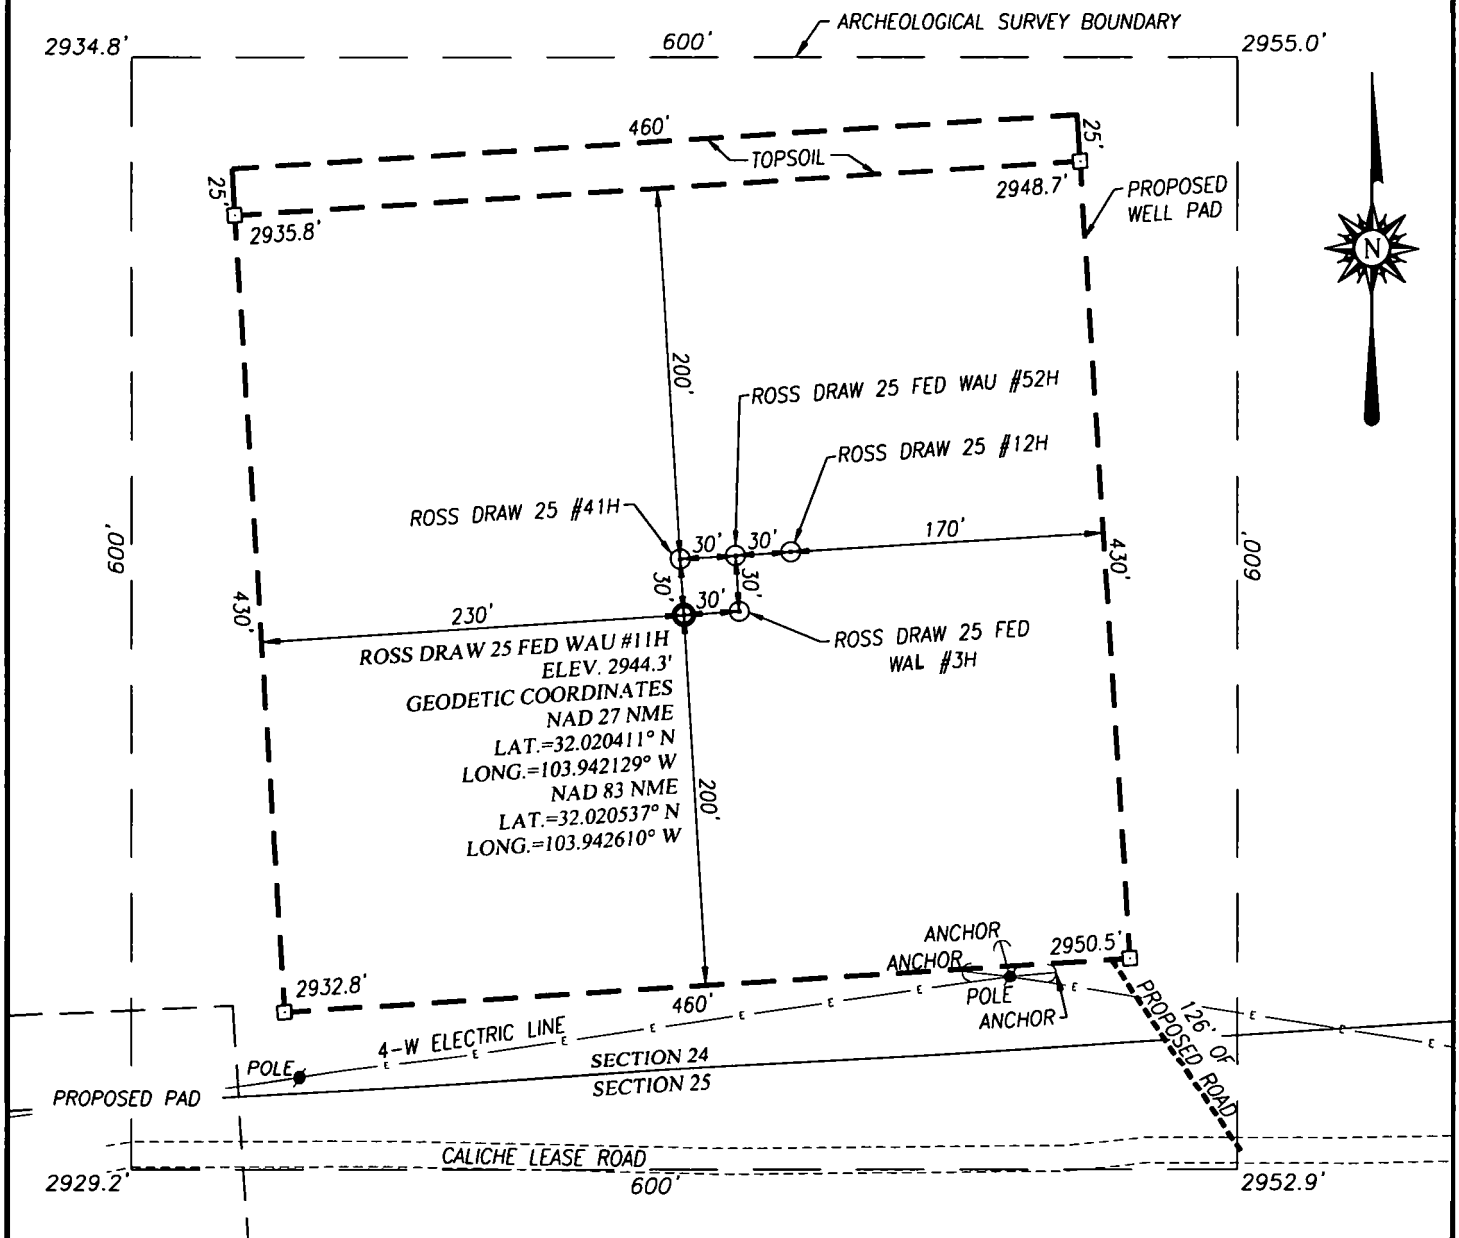 ARCHEOLOGICAL SURVEY BOUNDARY
2934.8'
600'
2955.0'
460'
25'
TOPSOIL
25'
2948.7'
PROPOSED
WELL PAD
2935.8'
N
200'
ROSS DRAW 25 FED WAU #52H
ROSS DRAW 25 #12H
ROSS DRAW 25 #41H
600'
30'
30'
170'
430'
600'
30'
30'
30'
430'
230'
ROSS DRAW 25 FED
WAL #3H
ROSS DRAW 25 FED WAU #11H
ELEV. 2944.3'
GEODETIC COORDINATES
NAD 27 NME
LAT.=32.020411° N
LONG.=103.942129° W
NAD 83 NME
LAT.=32.020537° N
LONG.=103.942610° W
200'
ANCHOR
2950.5'
ANCHOR
2932.8'
460'
POLE
ANCHOR
126' OF
PROPOSED ROAD
4-W ELECTRIC LINE
E E E E E E E E E E
POLE
SECTION 24
SECTION 25
PROPOSED PAD
CALICHE LEASE ROAD
2929.2'
600'
2952.9'